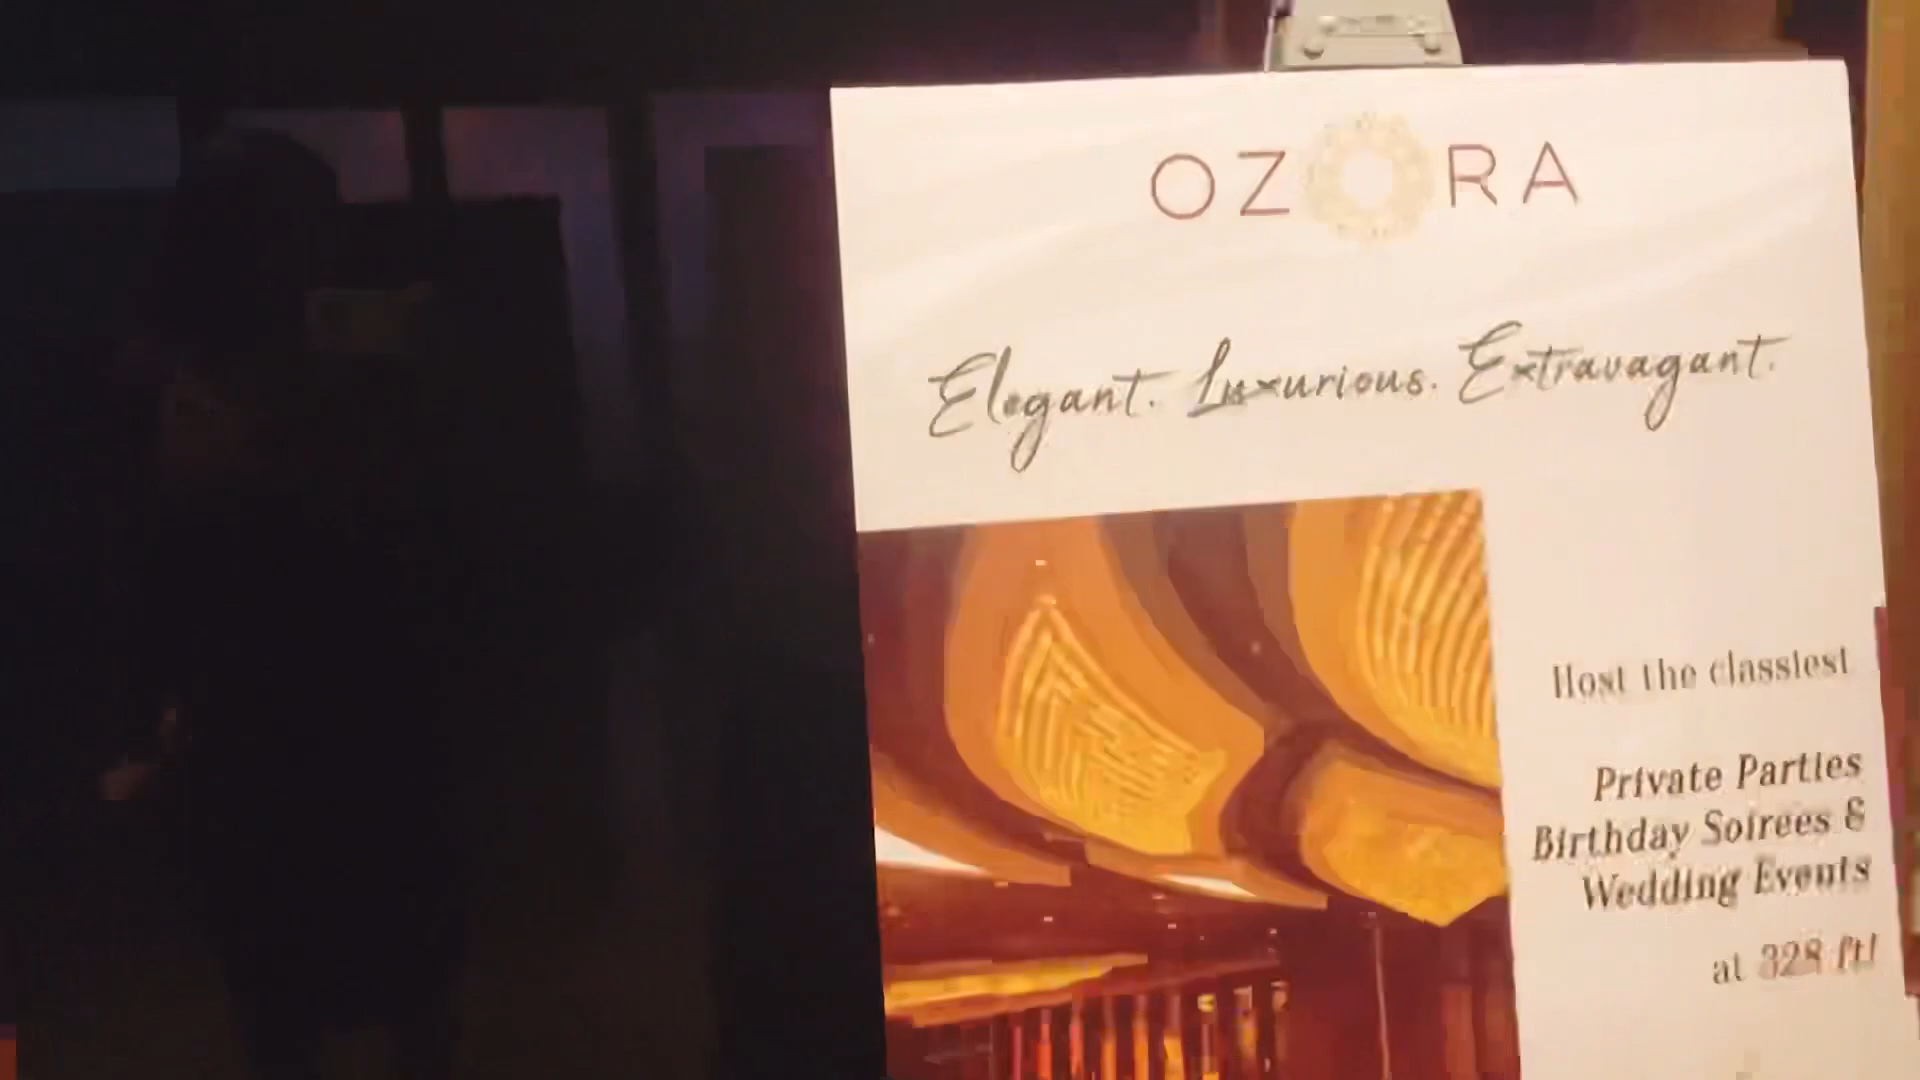 OZORA
Elegant. Luxurious. Extravagant.
Host the classiest
Private Parties
Birthday Soirees &
Wedding Events
at 328 ft!